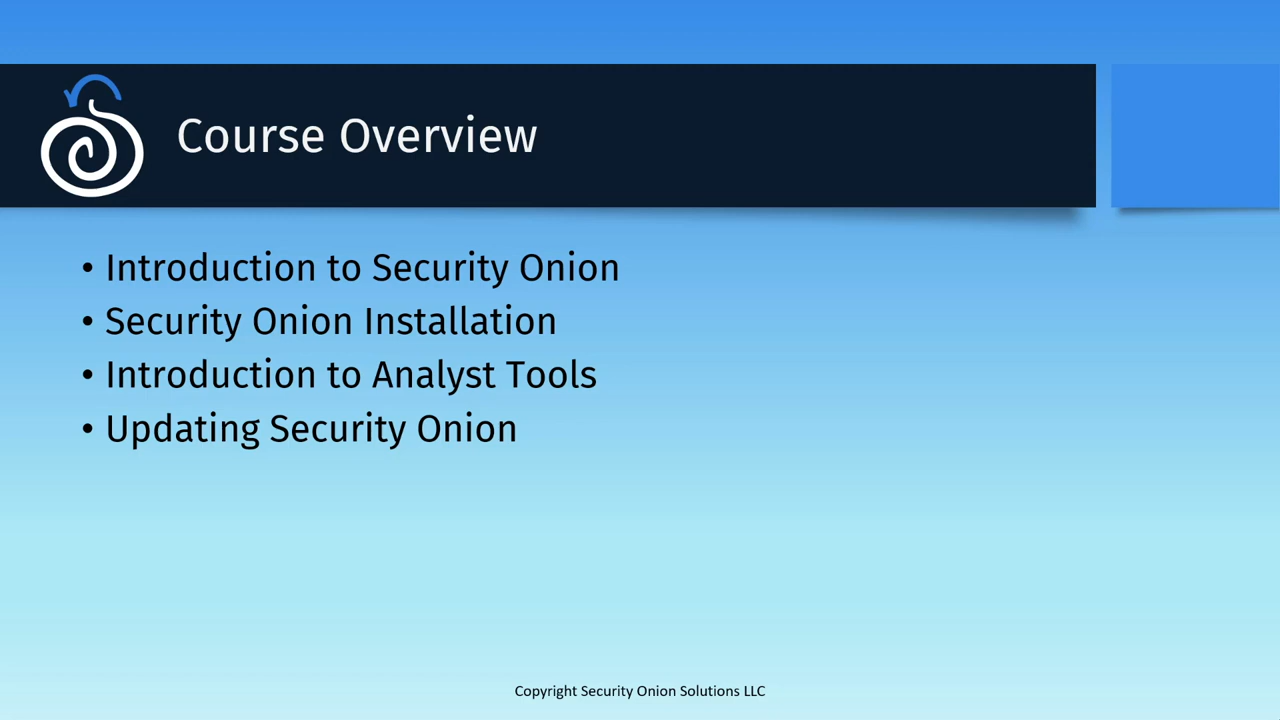 Course Overview
• Introduction to Security Onion
• Security Onion Installation
• Introduction to Analyst Tools
• Updating Security Onion
Copyright Security Onion Solutions LLC